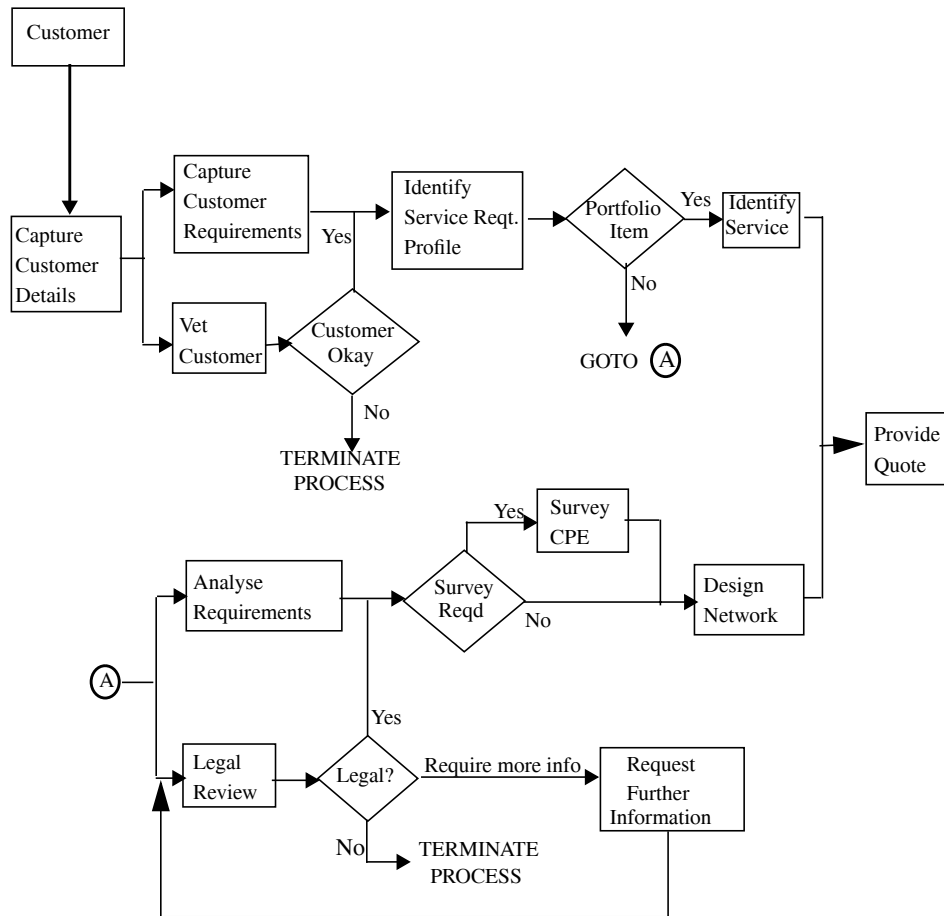 Customer
Capture
Customer
Requirements
Capture
Customer
Details
Vet
Customer
Customer
Okay
Yes
No
TERMINATE
PROCESS
Identify
Service Reqt.
Profile
Portfolio
Item
Yes
No
GOTO A
Identify
Service
Provide
Quote
Yes
Survey
CPE
Analyse
Requirements
Survey
Reqd
No
Design
Network
A
Yes
Legal
Review
Legal?
Require more info
Request
Further
Information
No
TERMINATE
PROCESS